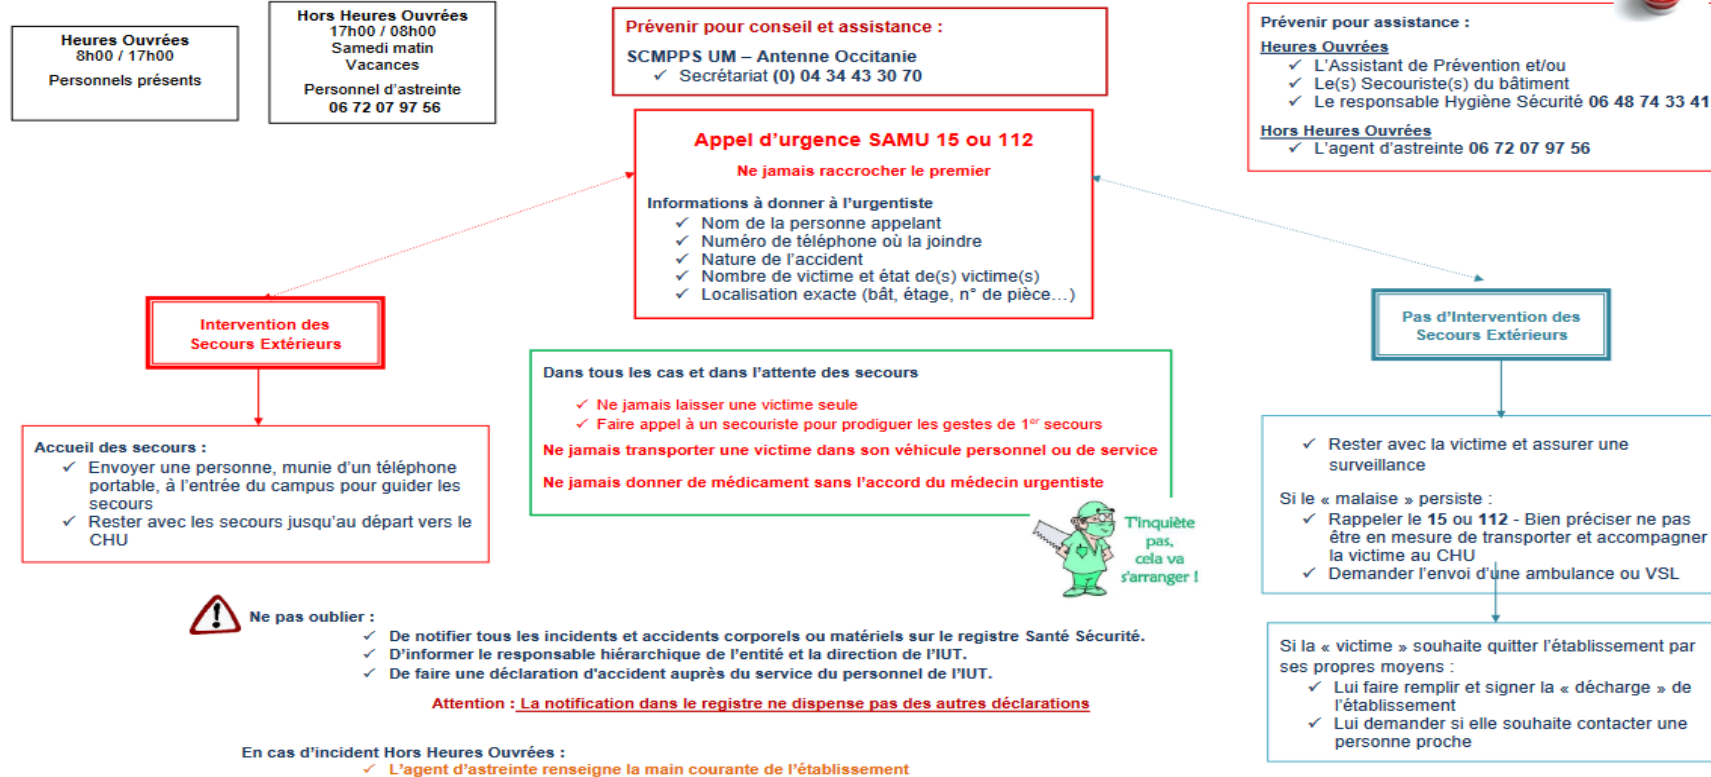 Heures Ouvrées
8h00 / 17h00
Personnels présents
Hors Heures Ouvrées
17h00 / 08h00
Samedi matin
Vacances
Personnel d'astreinte
06 72 07 97 56
Prévenir pour conseil et assistance :
SCMPPS UM – Antenne Occitanie
✓ Secrétariat (0) 04 34 43 30 70
Prévenir pour assistance :
Heures Ouvrées
✓ L'Assistant de Prévention et/ou
✓ Le(s) Secouriste(s) du bâtiment
✓ Le responsable Hygiène Sécurité 06 48 74 33 41
Hors Heures Ouvrées
✓ L'agent d'astreinte 06 72 07 97 56
Appel d'urgence SAMU 15 ou 112
Ne jamais raccrocher le premier
Informations à donner à l'urgentiste
✓ Nom de la personne appelant
✓ Numéro de téléphone où la joindre
✓ Nature de l'accident
✓ Nombre de victime et état de(s) victime(s)
✓ Localisation exacte (bât, étage, n° de pièce…)
Intervention des
Secours Extérieurs
Pas d'Intervention des
Secours Extérieurs
Accueil des secours :
✓ Envoyer une personne, munie d'un téléphone
portable, à l'entrée du campus pour guider les
secours
✓ Rester avec les secours jusqu'au départ vers le
CHU
Dans tous les cas et dans l'attente des secours
✓ Ne jamais laisser une victime seule
✓ Faire appel à un secouriste pour prodiguer les gestes de 1er secours
Ne jamais transporter une victime dans son véhicule personnel ou de service
Ne jamais donner de médicament sans l'accord du médecin urgentiste
T'inquiète
pas,
cela va
s'arranger !
✓ Rester avec la victime et assurer une
surveillance
Si le « malaise » persiste :
✓ Rappeler le 15 ou 112 - Bien préciser ne pas
être en mesure de transporter et accompagner
la victime au CHU
✓ Demander l'envoi d'une ambulance ou VSL
Si la « victime » souhaite quitter l'établissement par
ses propres moyens :
✓ Lui faire remplir et signer la « décharge » de
l'établissement
✓ Lui demander si elle souhaite contacter une
personne proche
Ne pas oublier :
✓ De notifier tous les incidents et accidents corporels ou matériels sur le registre Santé Sécurité.
✓ D'informer le responsable hiérarchique de l'entité et la direction de l'IUT.
✓ De faire une déclaration d'accident auprès du service du personnel de l'IUT.
Attention : La notification dans le registre ne dispense pas des autres déclarations
En cas d'incident Hors Heures Ouvrées :
✓ L'agent d'astreinte renseigne la main courante de l'établissement